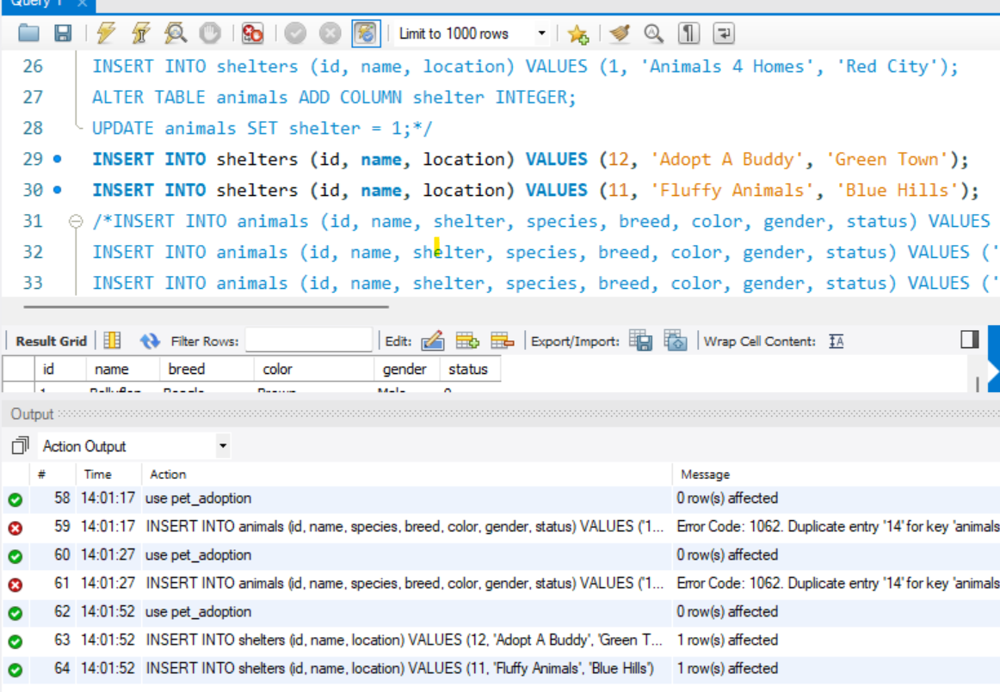 Query 1 ×
Limit to 1000 rows
26 INSERT INTO shelters (id, name, location) VALUES (1, 'Animals 4 Homes', 'Red City');
27 ALTER TABLE animals ADD COLUMN shelter INTEGER;
28 UPDATE animals SET shelter = 1;*/
29 INSERT INTO shelters (id, name, location) VALUES (12, 'Adopt A Buddy', 'Green Town');
30 INSERT INTO shelters (id, name, location) VALUES (11, 'Fluffy Animals', 'Blue Hills');
31 /*INSERT INTO animals (id, name, shelter, species, breed, color, gender, status) VALUES
32 INSERT INTO animals (id, name, shelter, species, breed, color, gender, status) VALUES ('
33 INSERT INTO animals (id, name, shelter, species, breed, color, gender, status) VALUES ('
Result Grid Filter Rows: Edit: Export/Import: Wrap Cell Content: IA
id name breed color gender status
Output
Action Output
# Time Action Message
58 14:01:17 use pet_adoption 0 row(s) affected
59 14:01:17 INSERT INTO animals (id, name, species, breed, color, gender, status) VALUES ('1... Error Code: 1062. Duplicate entry '14' for key 'animals
60 14:01:27 use pet_adoption 0 row(s) affected
61 14:01:27 INSERT INTO animals (id, name, species, breed, color, gender, status) VALUES ('1... Error Code: 1062. Duplicate entry '14' for key 'animals
62 14:01:52 use pet_adoption 0 row(s) affected
63 14:01:52 INSERT INTO shelters (id, name, location) VALUES (12, 'Adopt A Buddy', 'Green T... 1 row(s) affected
64 14:01:52 INSERT INTO shelters (id, name, location) VALUES (11, 'Fluffy Animals', 'Blue Hills') 1 row(s) affected